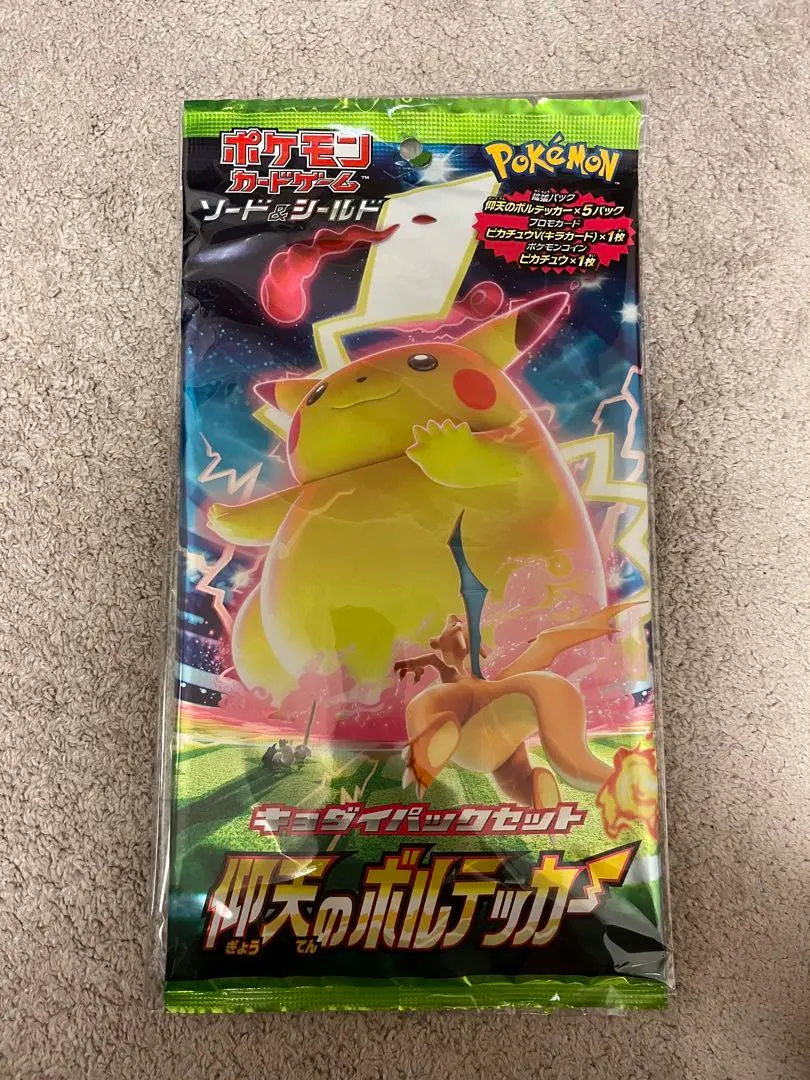 ポケモン
カードゲーム™
ソード&シールド
POKéMON™
拡張パック
仰天のボルテッカー×5パック
プロモカード
ピカチュウV(キラカード)×1枚
ポケモンコイン
ピカチュウ×1枚
キョダイパックセット
仰天のボルテッカー
ぎょう てん